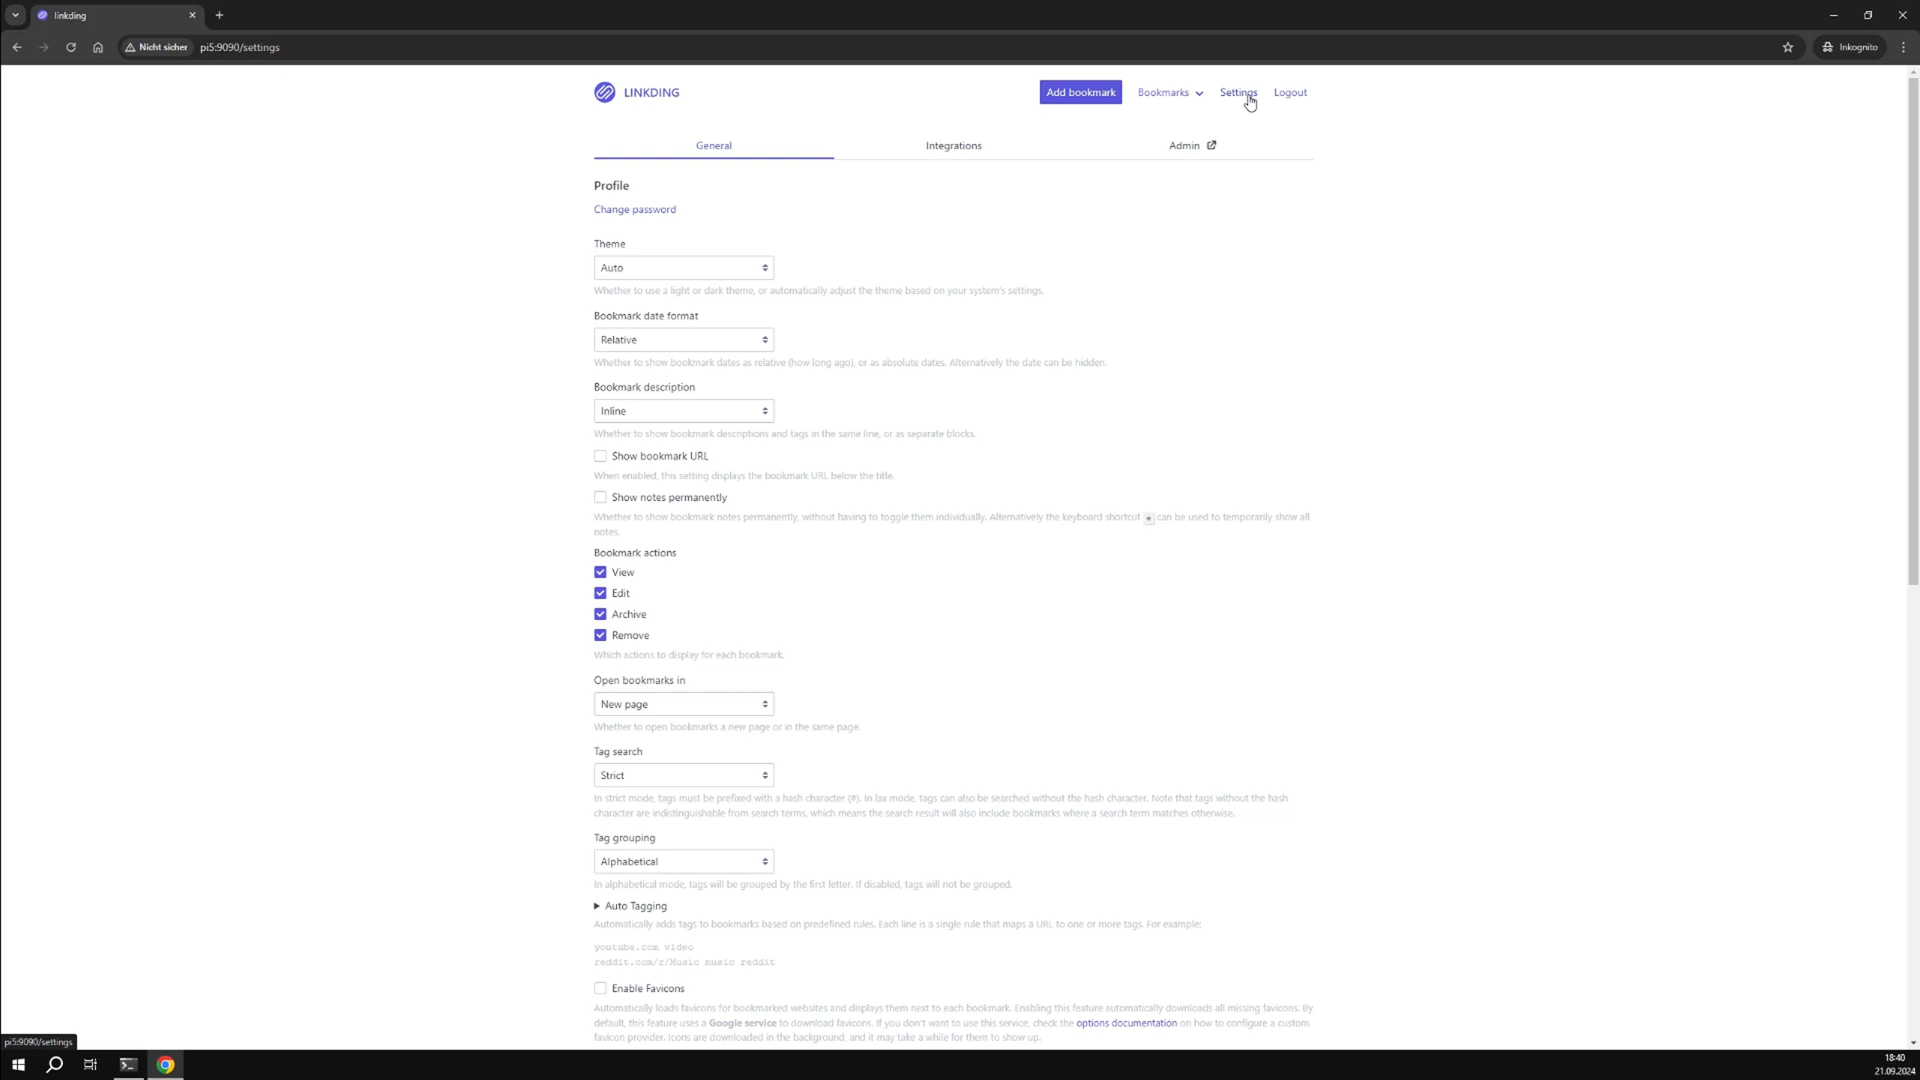 linkding
Nicht sicher pi5:9090/settings Inkognito
LINKDING
Add bookmark Bookmarks Settings Logout
General Integrations Admin
Profile
Change password
Theme
Auto
Whether to use a light or dark theme, or automatically adjust the theme based on your system's settings.
Bookmark date format
Relative
Whether to show bookmark dates as relative (how long ago), or as absolute dates. Alternatively the date can be hidden.
Bookmark description
Inline
Whether to show bookmark descriptions and tags in the same line, or as separate blocks.
Show bookmark URL
When enabled, this setting displays the bookmark URL below the title.
Show notes permanently
Whether to show bookmark notes permanently, without having to toggle them individually. Alternatively the keyboard shortcut e can be used to temporarily show all
notes.
Bookmark actions
View
Edit
Archive
Remove
Which actions to display for each bookmark.
Open bookmarks in
New page
Whether to open bookmarks a new page or in the same page.
Tag search
Strict
In strict mode, tags must be prefixed with a hash character (#). In lax mode, tags can also be searched without the hash character. Note that tags without the hash
character are indistinguishable from search terms, which means the search result will also include bookmarks where a search term matches otherwise.
Tag grouping
Alphabetical
In alphabetical mode, tags will be grouped by the first letter. If disabled, tags will not be grouped.
Auto Tagging
Automatically adds tags to bookmarks based on predefined rules. Each line is a single rule that maps a URL to one or more tags. For example:
youtube.com video
reddit.com/r/Music music reddit
Enable Favicons
Automatically loads favicons for bookmarked websites and displays them next to each bookmark. Enabling this feature automatically downloads all missing favicons. By
default, this feature uses a Google service to download favicons. If you don't want to use this service, check the options documentation on how to configure a custom
favicon provider. Icons are downloaded in the background, and it may take a while for them to show up.
pi5:9090/settings
18:40
21.09.2024